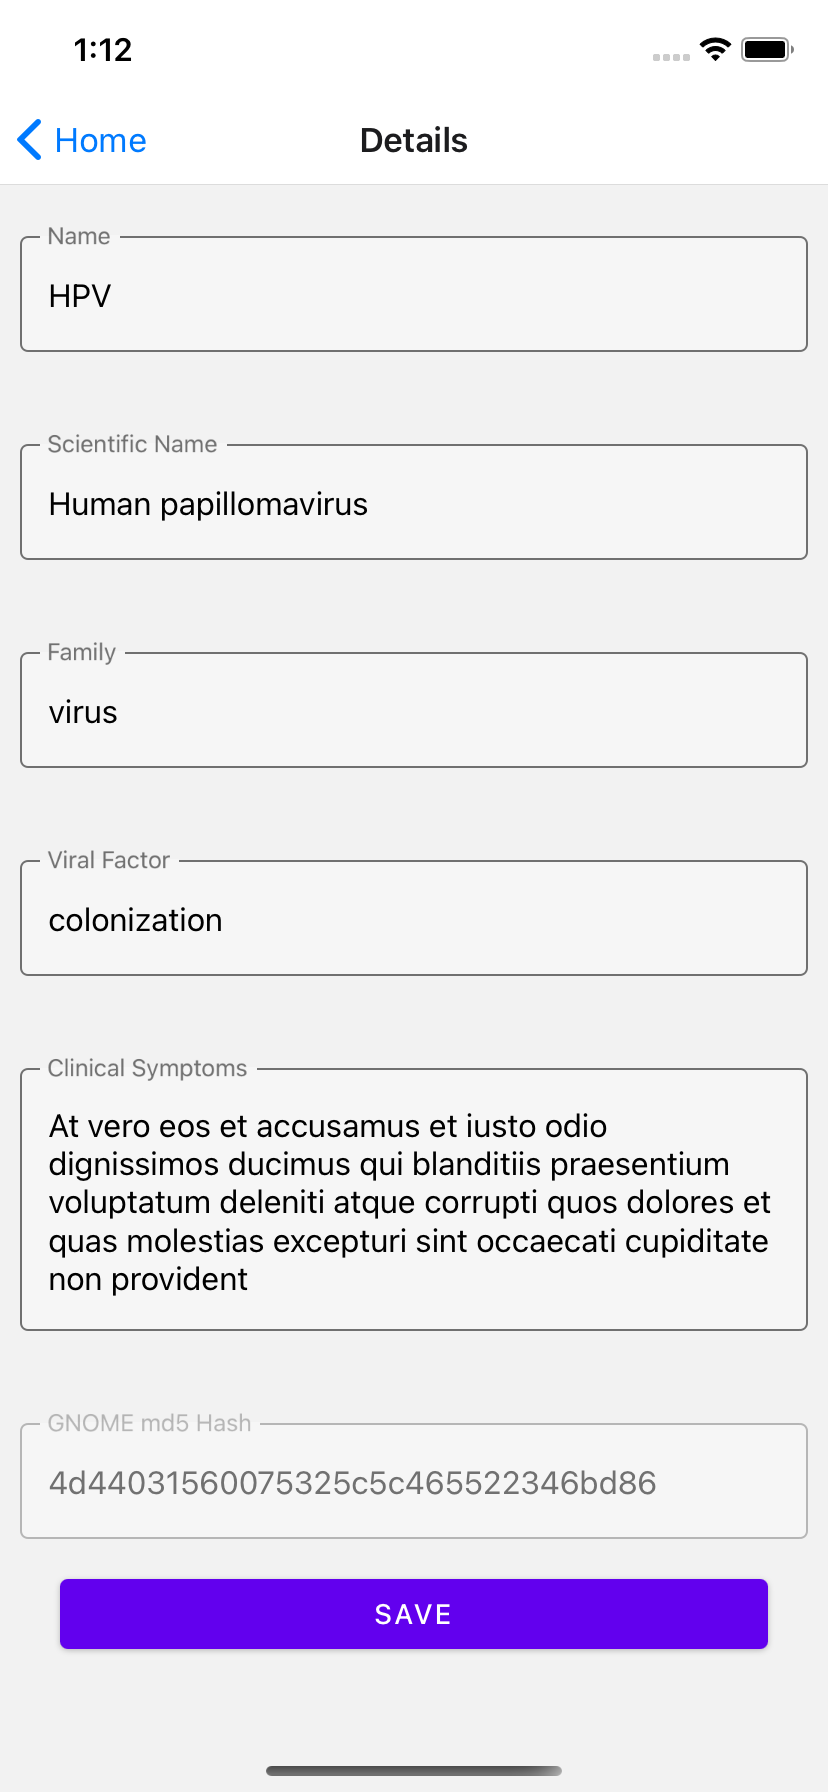 1:12
Home
Details
Name
HPV
Scientific Name
Human papillomavirus
Family
virus
Viral Factor
colonization
Clinical Symptoms
At vero eos et accusamus et iusto odio
dignissimos ducimus qui blanditiis praesentium
voluptatum deleniti atque corrupti quos dolores et
quas molestias excepturi sint occaecati cupiditate
non provident
GNOME md5 Hash
4d44031560075325c5c465522346bd86
SAVE